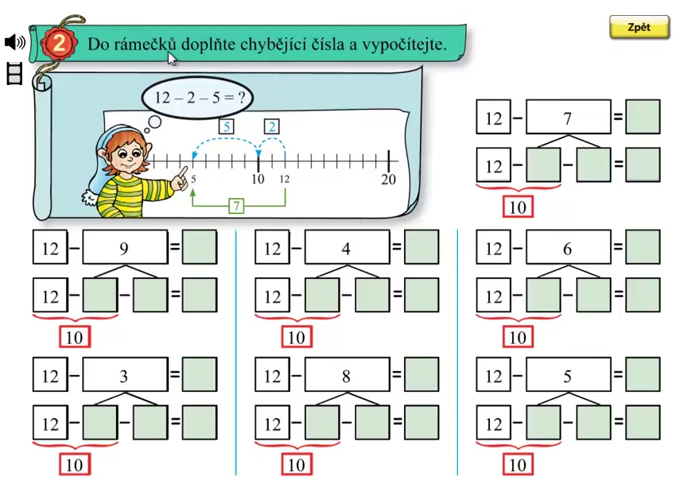 Zpět
2 Do rámečků doplňte chybějící čísla a vypočítejte.
12 – 2 – 5 = ?
5 2
5 10 12 20
7
12 – 7 =
12 – – =
10
12 – 9 =
12 – – =
10
12 – 4 =
12 – – =
10
12 – 6 =
12 – – =
10
12 – 3 =
12 – – =
10
12 – 8 =
12 – – =
10
12 – 5 =
12 – – =
10